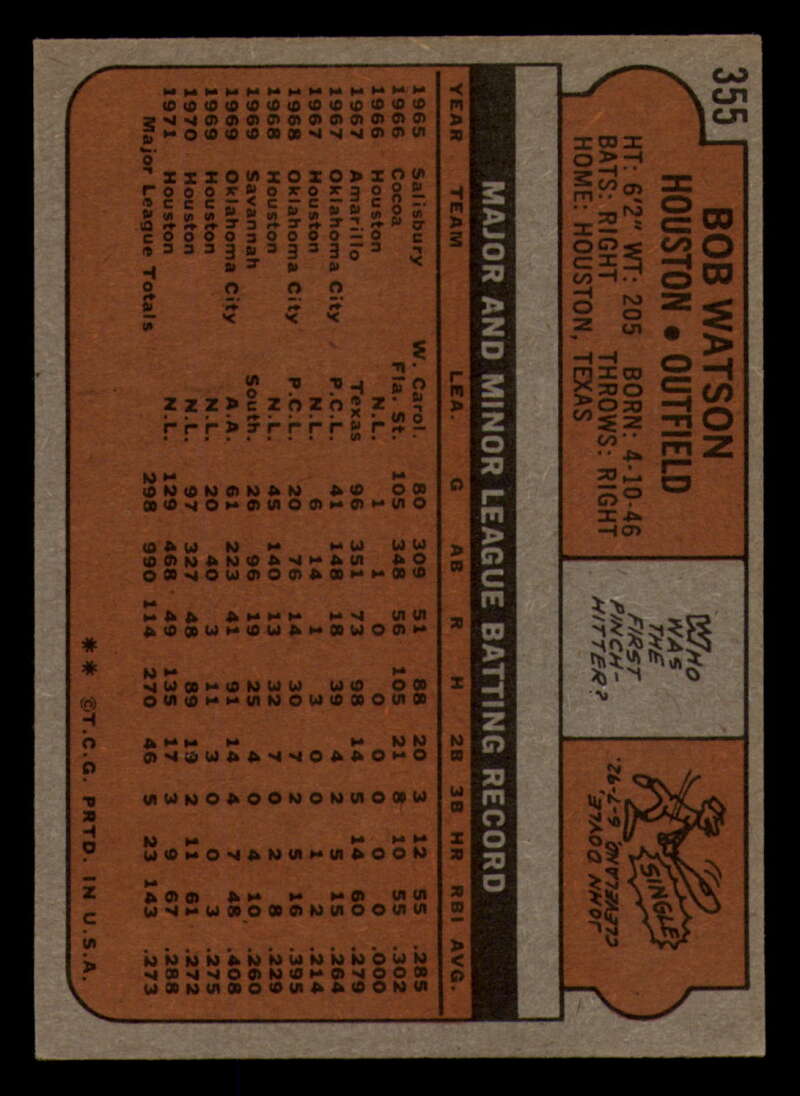 355
BOB WATSON
HOUSTON • OUTFIELD
HT: 6'2" WT: 205 BORN: 4-10-46
BATS: RIGHT THROWS: RIGHT
HOME: HOUSTON, TEXAS
WHO
WAS
THE
FIRST
PINCH-
HITTER?
SINGLE
JOHN DOYLE,
CLEVELAND, 6-7-92.
MAJOR AND MINOR LEAGUE BATTING RECORD
YEAR TEAM LEA. G AB R H 2B 3B HR RBI AVG.
1965 Salisbury W. Carol. 80 309 51 88 20 3 12 55 .285
1966 Cocoa Fla. St. 105 348 56 105 21 8 10 55 .302
1966 Houston N.L. 1 1 0 0 0 0 0 0 .000
1967 Amarillo Texas 96 351 73 98 14 5 14 60 .279
1967 Oklahoma City P.C.L. 41 148 18 39 4 2 5 15 .264
1967 Houston N.L. 6 14 1 3 0 0 1 2 .214
1968 Oklahoma City P.C.L. 20 76 14 30 7 2 5 16 .395
1968 Houston N.L. 45 140 13 32 7 0 2 8 .229
1969 Savannah South. 26 96 19 25 4 0 4 10 .260
1969 Oklahoma City A.A. 61 223 41 91 14 4 7 48 .408
1969 Houston N.L. 20 40 3 11 3 0 0 3 .275
1970 Houston N.L. 97 327 48 89 19 2 11 61 .272
1971 Houston N.L. 129 468 49 135 17 3 9 67 .288
Major League Totals 298 990 114 270 46 5 23 143 .273
** ©T.C.G. PRTD. IN U.S.A.